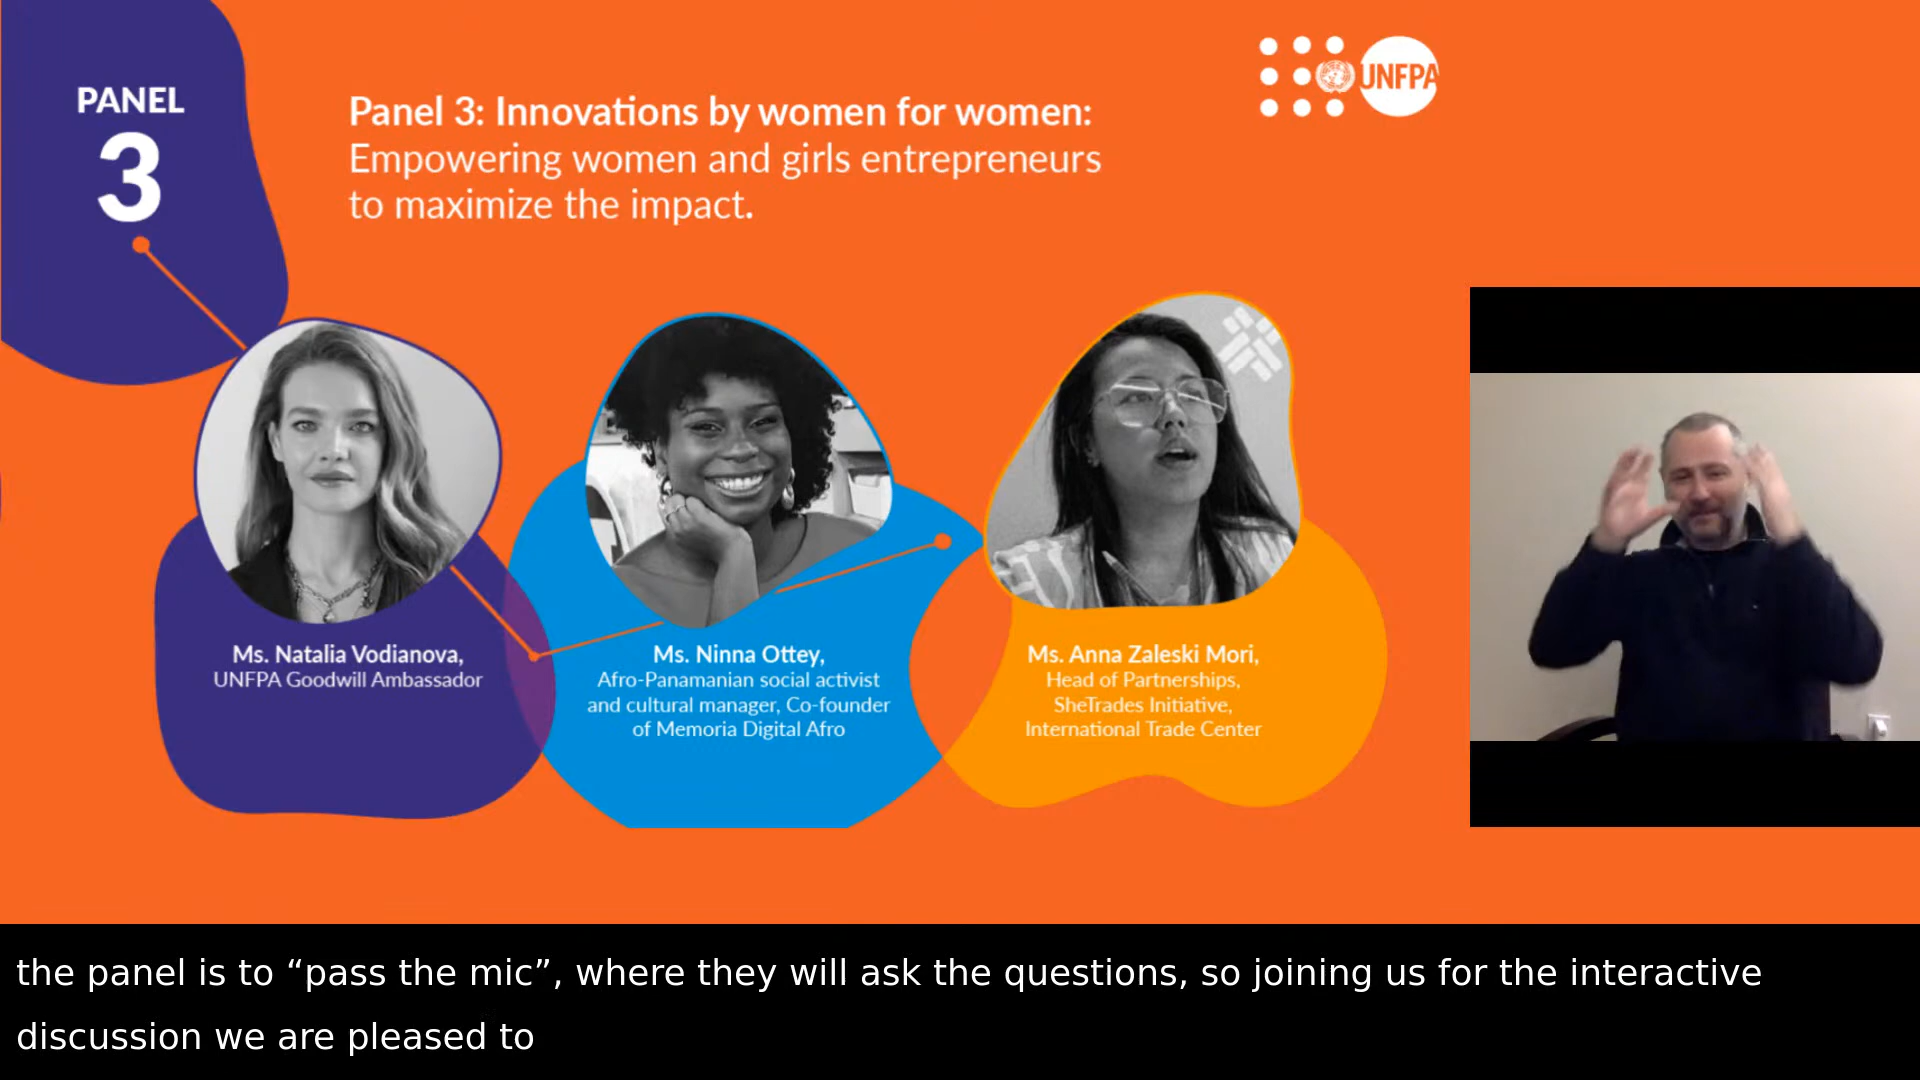 PANEL
3
Panel 3: Innovations by women for women:
Empowering women and girls entrepreneurs
to maximize the impact.
UNFPA
Ms. Natalia Vodianova,
UNFPA Goodwill Ambassador
Ms. Ninna Ottey,
Afro-Panamanian social activist
and cultural manager, Co-founder
of Memoria Digital Afro
Ms. Anna Zaleski Mori,
Head of Partnerships,
SheTrades Initiative,
International Trade Center
the panel is to “pass the mic”, where they will ask the questions, so joining us for the interactive
discussion we are pleased to